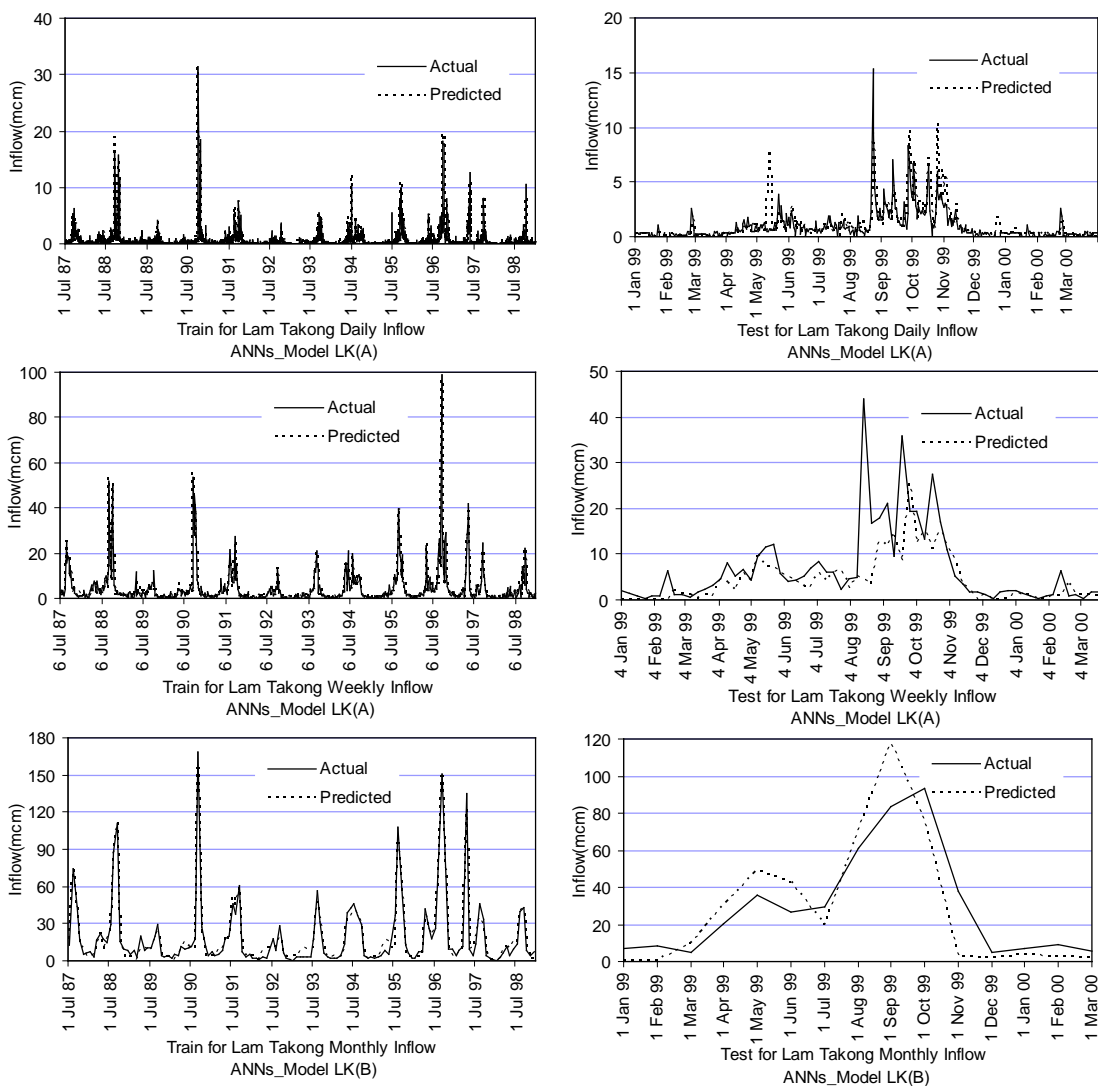 40
30
20
10
0
Inflow(mcm)
Actual
Predicted
1 Jul 87
1 Jul 88
1 Jul 89
1 Jul 90
1 Jul 91
1 Jul 92
1 Jul 93
1 Jul 94
1 Jul 95
1 Jul 96
1 Jul 97
1 Jul 98
Train for Lam Takong Daily Inflow
ANNs_Model LK(A)
20
15
10
5
0
Inflow(mcm)
Actual
Predicted
1 Jan 99
1 Feb 99
1 Mar 99
1 Apr 99
1 May 99
1 Jun 99
1 Jul 99
1 Aug 99
1 Sep 99
1 Oct 99
1 Nov 99
1 Dec 99
1 Jan 00
1 Feb 00
1 Mar 00
Test for Lam Takong Daily Inflow
ANNs_Model LK(A)
100
80
60
40
20
0
Inflow(mcm)
Actual
Predicted
6 Jul 87
6 Jul 88
6 Jul 89
6 Jul 90
6 Jul 91
6 Jul 92
6 Jul 93
6 Jul 94
6 Jul 95
6 Jul 96
6 Jul 97
6 Jul 98
Train for Lam Takong Weekly Inflow
ANNs_Model LK(A)
50
40
30
20
10
0
Inflow(mcm)
Actual
Predicted
4 Jan 99
4 Feb 99
4 Mar 99
4 Apr 99
4 May 99
4 Jun 99
4 Jul 99
4 Aug 99
4 Sep 99
4 Oct 99
4 Nov 99
4 Dec 99
4 Jan 00
4 Feb 00
4 Mar 00
Test for Lam Takong Weekly Inflow
ANNs_Model LK(A)
180
150
120
90
60
30
0
Inflow(mcm)
Actual
Predicted
1 Jul 87
1 Jul 88
1 Jul 89
1 Jul 90
1 Jul 91
1 Jul 92
1 Jul 93
1 Jul 94
1 Jul 95
1 Jul 96
1 Jul 97
1 Jul 98
Train for Lam Takong Monthly Inflow
ANNs_Model LK(B)
120
100
80
60
40
20
0
Inflow(mcm)
Actual
Predicted
1 Jan 99
1 Feb 99
1 Mar 99
1 Apr 99
1 May 99
1 Jun 99
1 Jul 99
1 Aug 99
1 Sep 99
1 Oct 99
1 Nov 99
1 Dec 99
1 Jan 00
1 Feb 00
1 Mar 00
Test for Lam Takong Monthly Inflow
ANNs_Model LK(B)